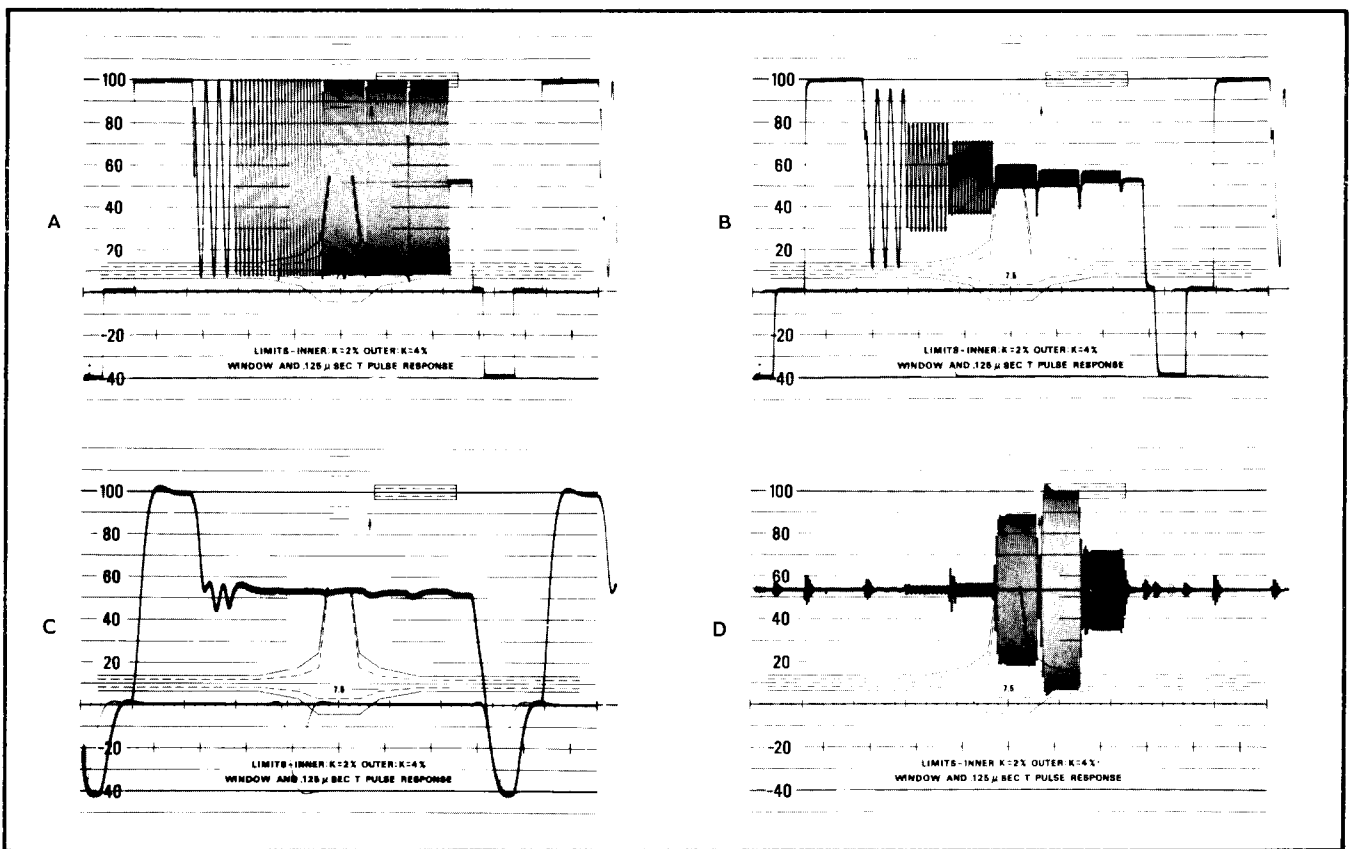 A
100
80
60
40
20
-20
40
LIMITS-INNER:K=2% OUTER:K=4%
WINDOW AND .125 μ SEC T PULSE RESPONSE
B
100
80
60
40
20
7.5
-20
40
LIMITS-INNER:K=2% OUTER:K=4%
WINDOW AND .125 μ SEC T PULSE RESPONSE
C
100
80
60
40
20
7.5
-20
40
LIMITS-INNER:K=2% OUTER:K=4%
WINDOW AND .125 μ SEC T PULSE RESPONSE
D
100
80
60
40
20
7.5
-20
-40
LIMITS-INNER:K=2% OUTER:K=4%
WINDOW AND .125 μ SEC T PULSE RESPONSE